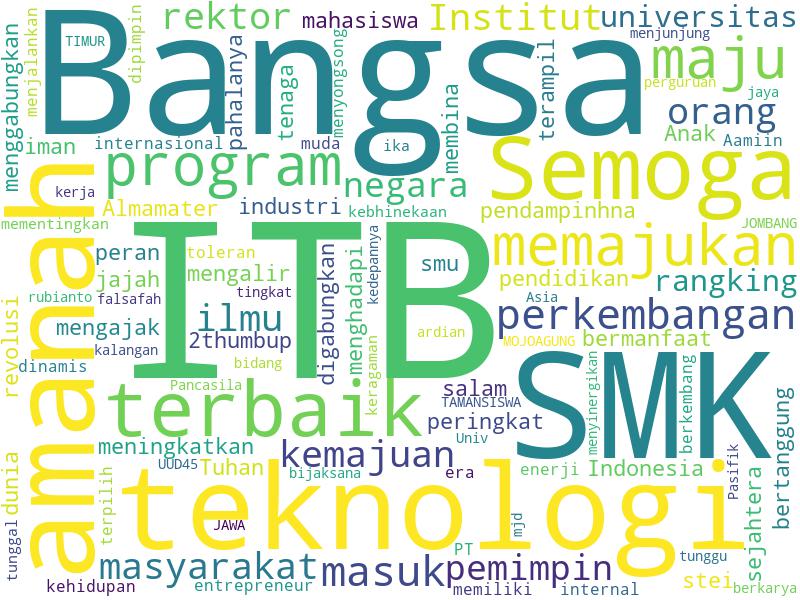 Bangsa
ITB
SMK
teknologi
amanah
Semoga
terbaik
program
memajukan
maju
perkembangan
masyarakat
masuk
pemimpin
ilmu
kemajuan
rektor
mahasiswa
Institut
universitas
menjunjung
perguruan
jaya
orang
Anak
Aamiin
TIMUR
dipimpin
menjalankan
menggabungkan
iman
internasional
pahalanya
tenaga
muda
menyongsong
ika
membina
terampil
negara
kerja
mementingkan
Almamater
industri
kebhinekaan
pendampinhna
JOMBANG
peran
toleran
jajah
mengalir
rubianto
falsafah
tingkat
mengajak
2thumbup
kalangan
dinamis
bidang
revolusi
digabungkan
menghadapi
kedepannya
keragaman
smu
ardian
pendidikan
rangking
Asia
MOJOAGUNG
bermanfaat
Pancasila
salam
TAMANSISWA
peringkat
Univ
menyinergikan
berkembang
meningkatkan
UUD45
Tuhan
bijaksana
era
enerji
Indonesia
Pasifik
bertanggung
sejahtera
dunia
terpilih
tunggal
JAWA
mjd
PT
tunggu
stei
berkarya
kehidupan
entrepreneur
memiliki
internal